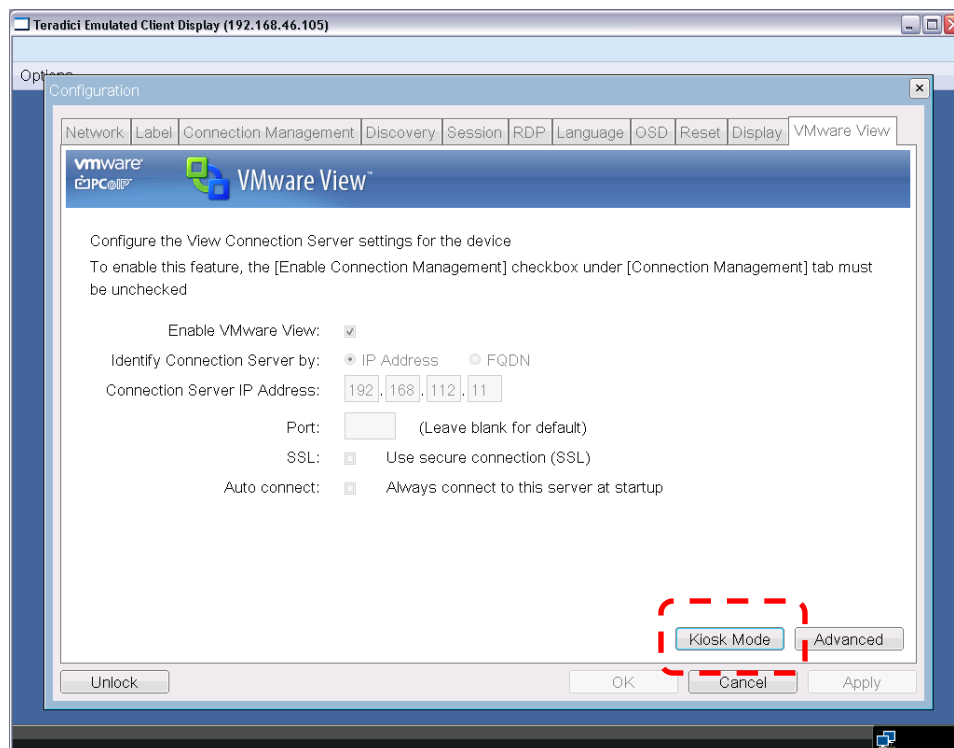 Teradici Emulated Client Display (192.168.46.105)
Options
Configuration
Network Label Connection Management Discovery Session RDP Language OSD Reset Display VMware View
vmware
PCoIP
VMware View™
Configure the View Connection Server settings for the device
To enable this feature, the [Enable Connection Management] checkbox under [Connection Management] tab must
be unchecked
Enable VMware View:
Identify Connection Server by: IP Address FQDN
Connection Server IP Address: 192 . 168 . 112 . 11
Port: (Leave blank for default)
SSL: Use secure connection (SSL)
Auto connect: Always connect to this server at startup
Kiosk Mode Advanced
Unlock OK Cancel Apply